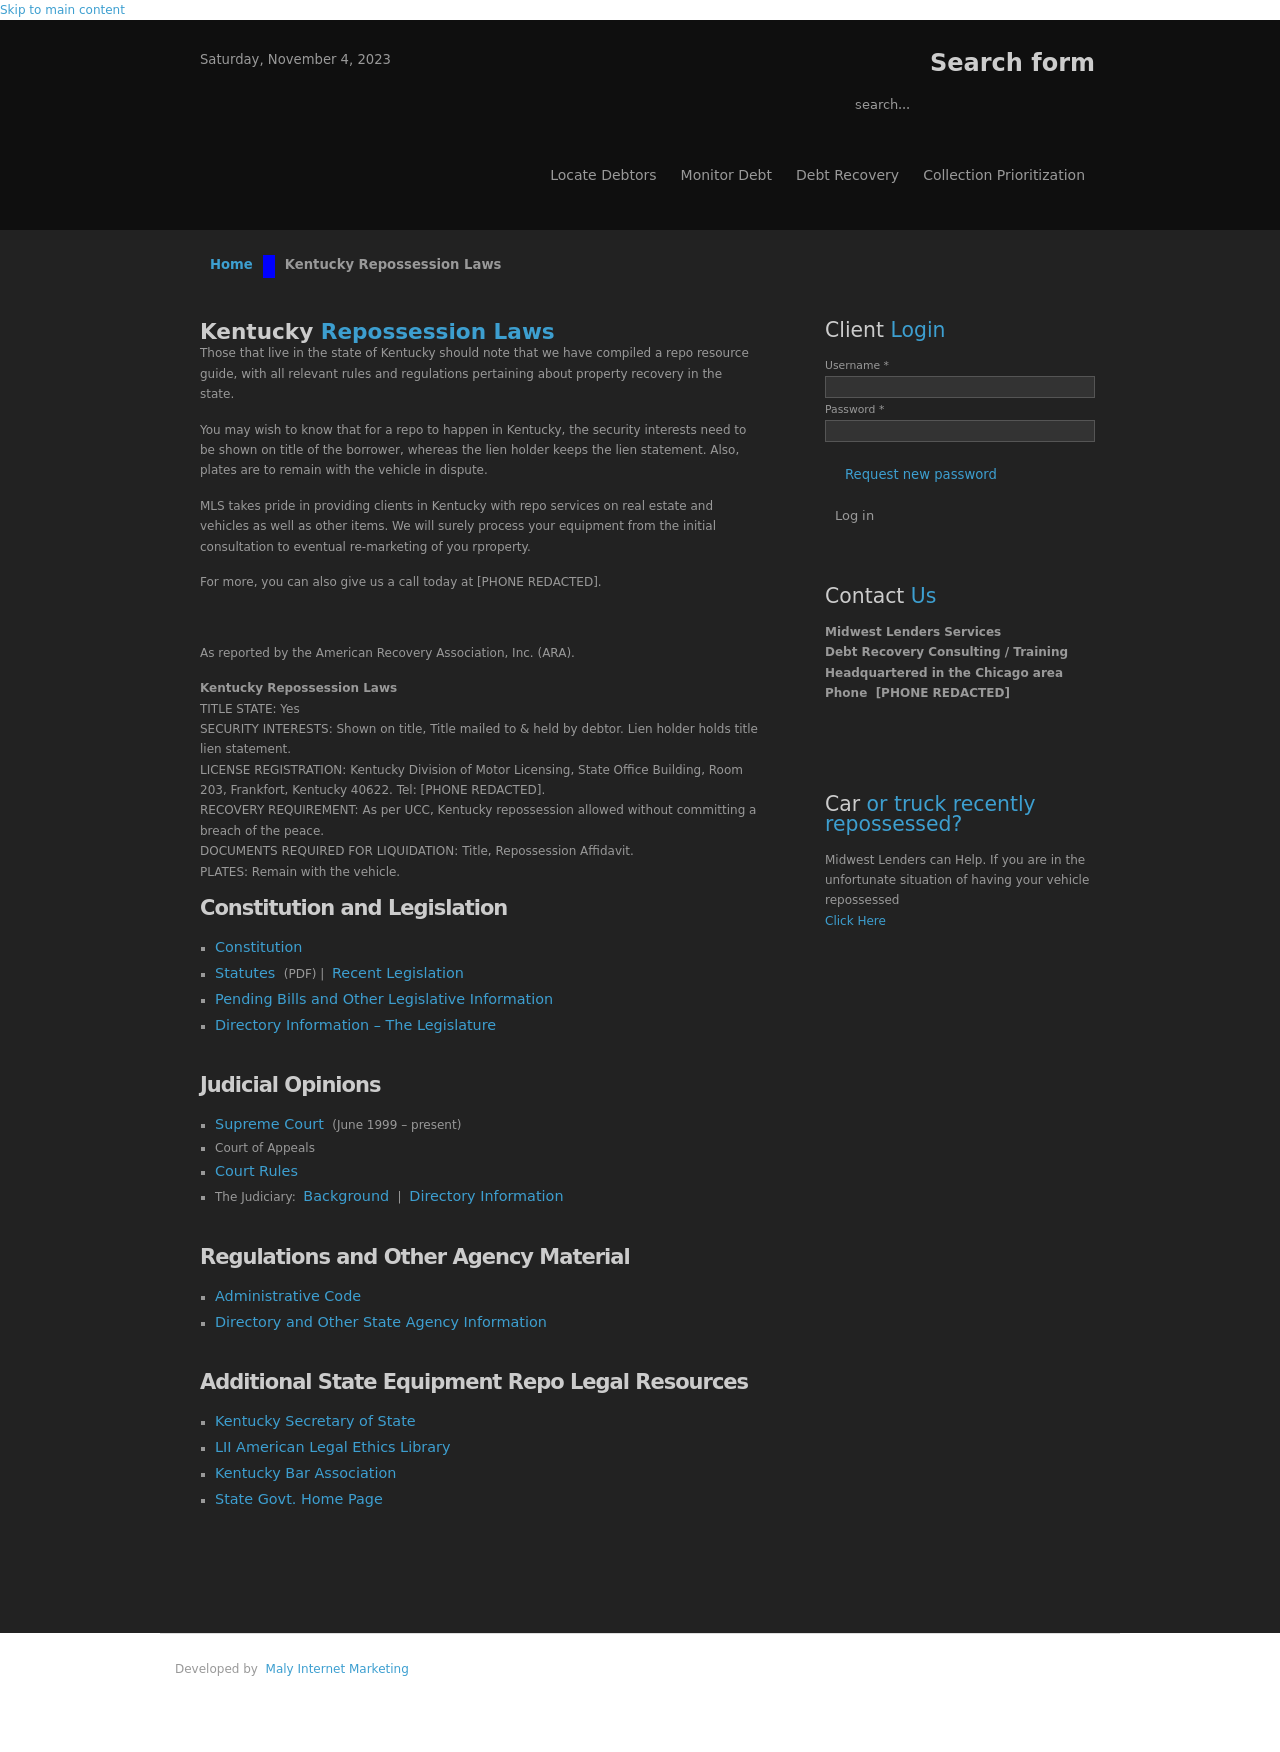 Skip to main content
Saturday, November 4, 2023
Search form
search...
Locate Debtors Monitor Debt Debt Recovery Collection Prioritization
Home Kentucky Repossession Laws
Kentucky Repossession Laws
Those that live in the state of Kentucky should note that we have compiled a repo resource
guide, with all relevant rules and regulations pertaining about property recovery in the
state.
You may wish to know that for a repo to happen in Kentucky, the security interests need to
be shown on title of the borrower, whereas the lien holder keeps the lien statement. Also,
plates are to remain with the vehicle in dispute.
MLS takes pride in providing clients in Kentucky with repo services on real estate and
vehicles as well as other items. We will surely process your equipment from the initial
consultation to eventual re-marketing of you rproperty.
For more, you can also give us a call today at [PHONE REDACTED].
As reported by the American Recovery Association, Inc. (ARA).
Kentucky Repossession Laws
TITLE STATE: Yes
SECURITY INTERESTS: Shown on title, Title mailed to & held by debtor. Lien holder holds title
lien statement.
LICENSE REGISTRATION: Kentucky Division of Motor Licensing, State Office Building, Room
203, Frankfort, Kentucky 40622. Tel: [PHONE REDACTED].
RECOVERY REQUIREMENT: As per UCC, Kentucky repossession allowed without committing a
breach of the peace.
DOCUMENTS REQUIRED FOR LIQUIDATION: Title, Repossession Affidavit.
PLATES: Remain with the vehicle.
Constitution and Legislation
Constitution
Statutes (PDF) | Recent Legislation
Pending Bills and Other Legislative Information
Directory Information – The Legislature
Judicial Opinions
Supreme Court (June 1999 – present)
Court of Appeals
Court Rules
The Judiciary: Background | Directory Information
Regulations and Other Agency Material
Administrative Code
Directory and Other State Agency Information
Additional State Equipment Repo Legal Resources
Kentucky Secretary of State
LII American Legal Ethics Library
Kentucky Bar Association
State Govt. Home Page
Client Login
Username *
Password *
Request new password
Log in
Contact Us
Midwest Lenders Services
Debt Recovery Consulting / Training
Headquartered in the Chicago area
Phone [PHONE REDACTED]
Car or truck recently
repossessed?
Midwest Lenders can Help. If you are in the
unfortunate situation of having your vehicle
repossessed
Click Here
Developed by Maly Internet Marketing